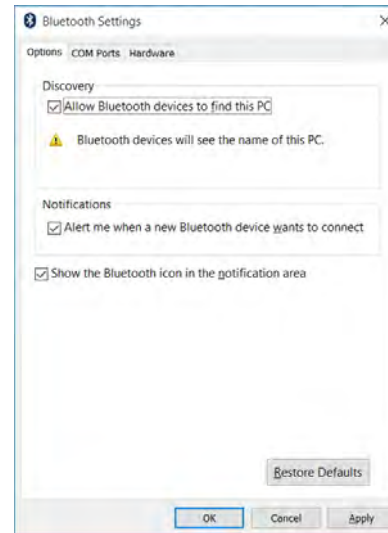 Bluetooth Settings
Options COM Ports Hardware
Discovery
Allow Bluetooth devices to find this PC
Bluetooth devices will see the name of this PC.
Notifications
Alert me when a new Bluetooth device wants to connect
Show the Bluetooth icon in the notification area
Restore Defaults
OK Cancel Apply